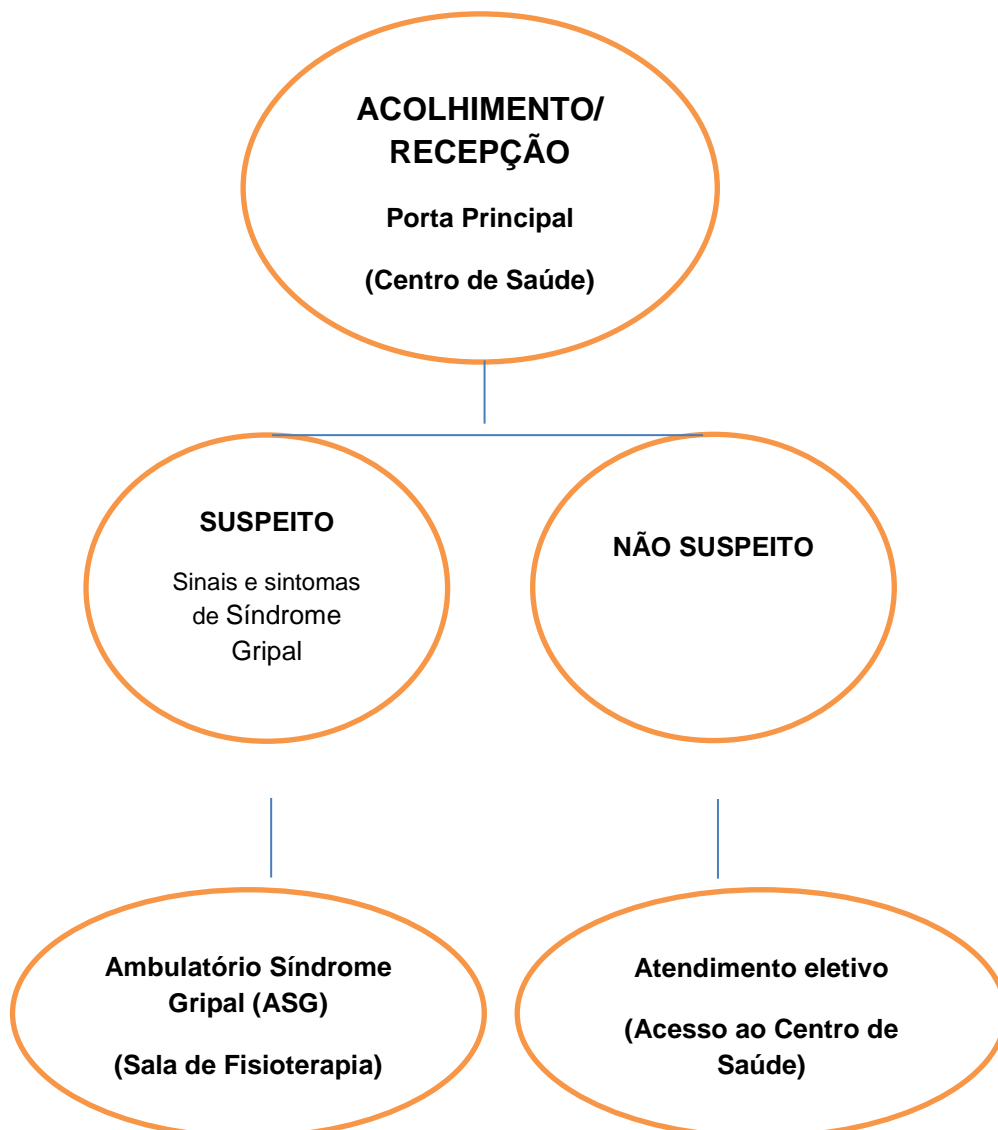 ACOLHIMENTO/
RECEPÇÃO
Porta Principal
(Centro de Saúde)
SUSPEITO
Sinais e sintomas
de Síndrome
Gripal
NÃO SUSPEITO
Ambulatório Síndrome
Gripal (ASG)
(Sala de Fisioterapia)
Atendimento eletivo
(Acesso ao Centro de
Saúde)